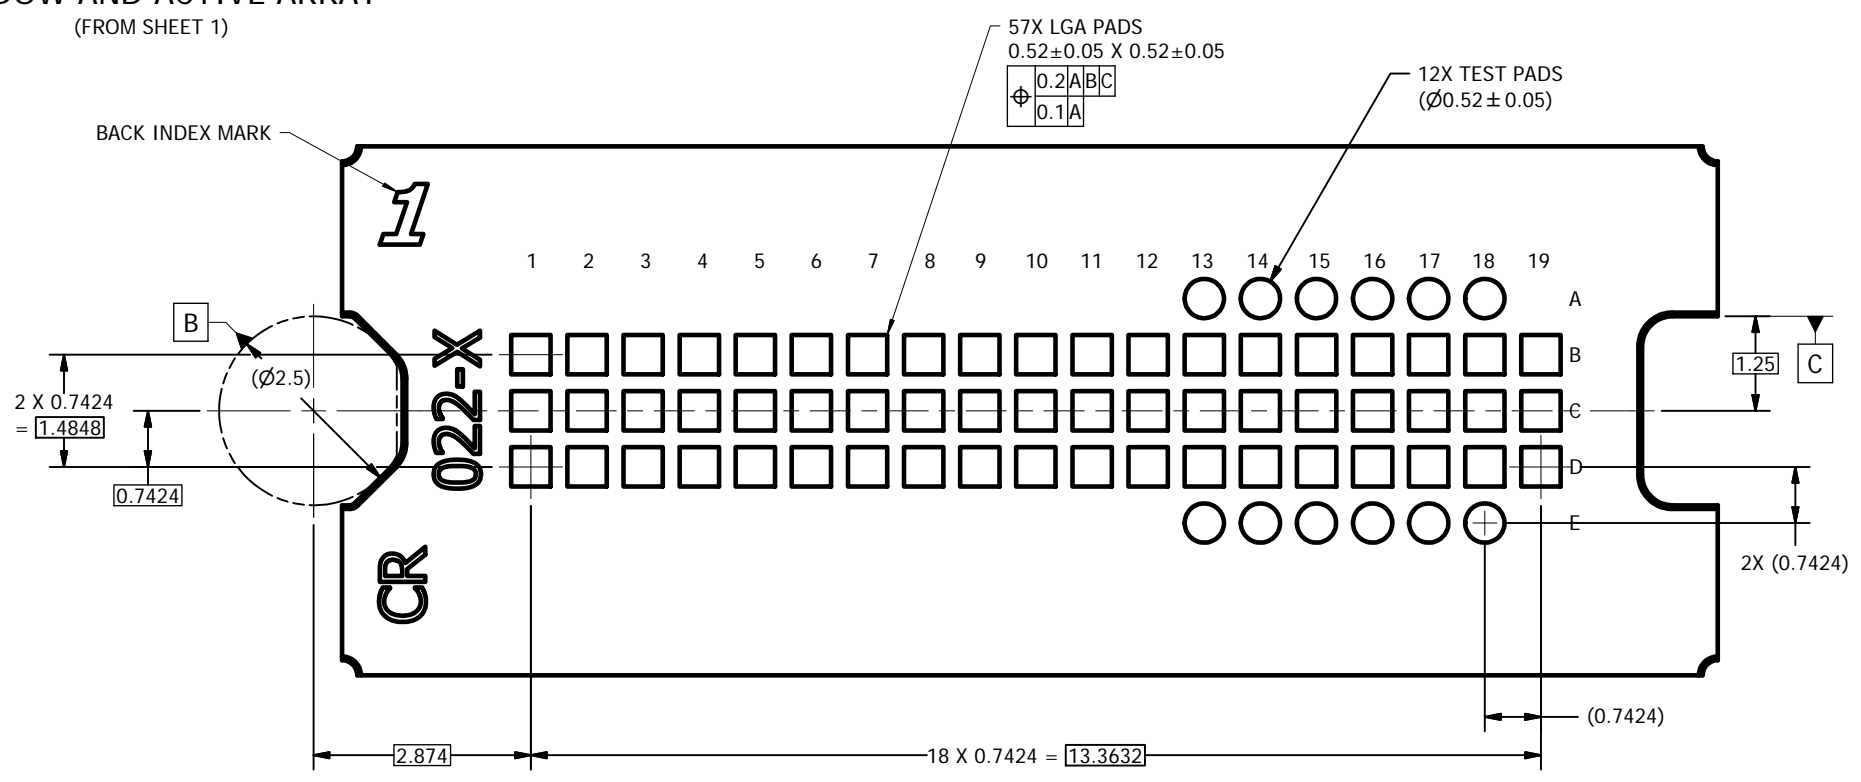 (FROM SHEET 1)
57X LGA PADS
0.52±0.05 X 0.52±0.05
⌖ 0.2 A B C
0.1 A
12X TEST PADS
(Ø0.52±0.05)
BACK INDEX MARK
1
1 2 3 4 5 6 7 8 9 10 11 12 13 14 15 16 17 18 19
A
B
B
(Ø2.5)
022-X
1.25
C
2 X 0.7424
= 1.4848
C
0.7424
D
E
2X (0.7424)
CR
(0.7424)
2.874
18 X 0.7424 = 13.3632